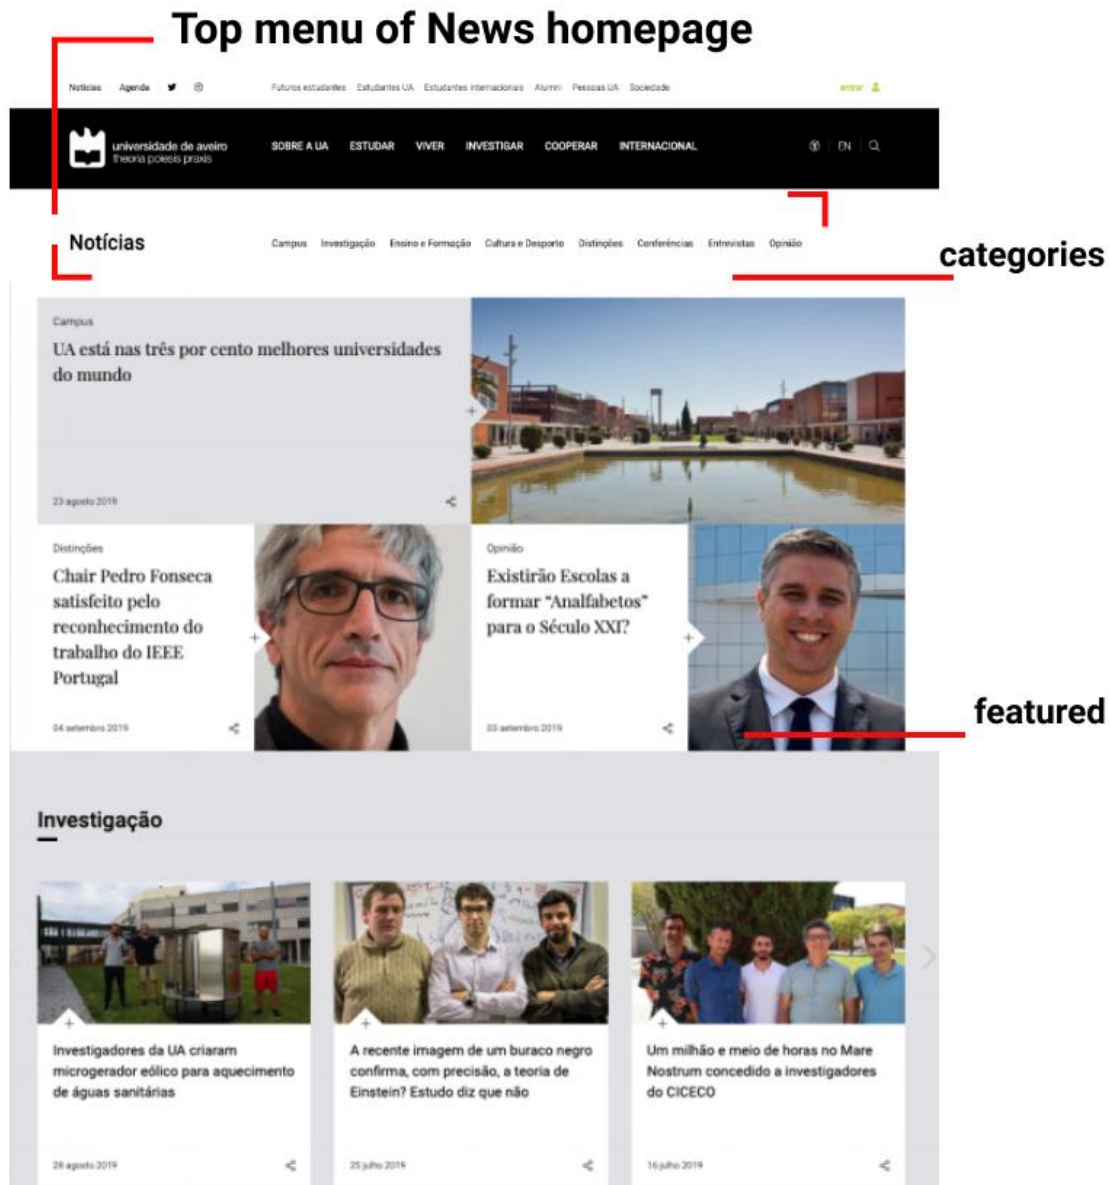 Top menu of News homepage
Notícias Agenda Futuros estudantes Estudantes UA Estudantes internacionais Alumni Pessoas UA Sociedade entrar
universidade de aveiro
theoria poiesis praxis
SOBRE A UA ESTUDAR VIVER INVESTIGAR COOPERAR INTERNACIONAL EN
Notícias Campus Investigação Ensino e Formação Cultura e Desporto Distinções Conferências Entrevistas Opinião
categories
Campus
UA está nas três por cento melhores universidades
do mundo
23 agosto 2019
Distinções
Chair Pedro Fonseca
satisfeito pelo
reconhecimento do
trabalho do IEEE
Portugal
04 setembro 2019
Opinião
Existirão Escolas a
formar “Analfabetos”
para o Século XXI?
03 setembro 2019
featured
Investigação
Investigadores da UA criaram
microgerador eólico para aquecimento
de águas sanitárias
28 agosto 2019
A recente imagem de um buraco negro
confirma, com precisão, a teoria de
Einstein? Estudo diz que não
25 julho 2019
Um milhão e meio de horas no Mare
Nostrum concedido a investigadores
do CICECO
16 julho 2019